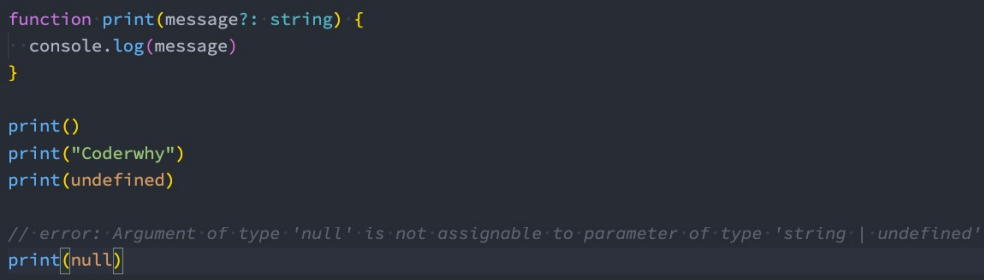 function print(message?: string) {
  console.log(message)
}
print()
print("Coderwhy")
print(undefined)
// error: Argument of type 'null' is not assignable to parameter of type 'string | undefined'
print(null)